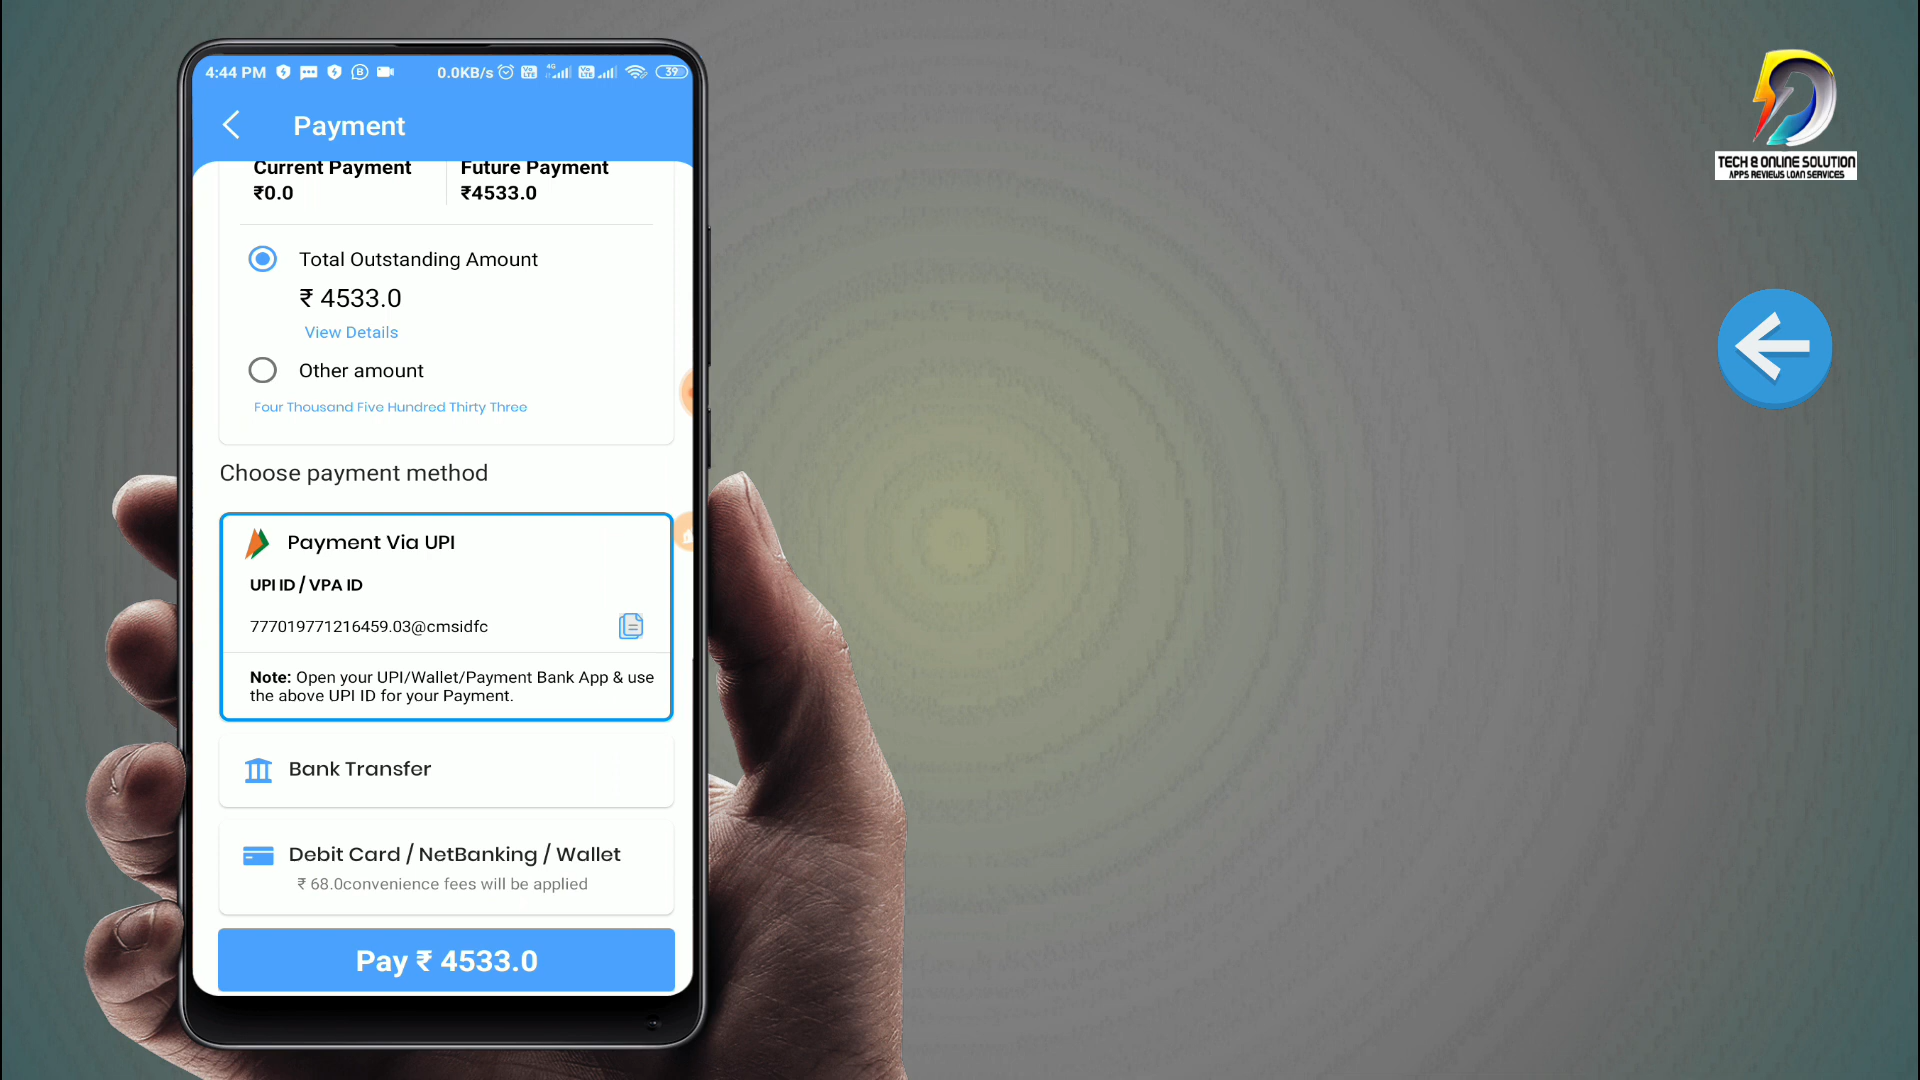 4:44 PM
0.0KB/s
4G
39
Payment
Current Payment
Future Payment
₹0.0
₹4533.0
Total Outstanding Amount
₹ 4533.0
View Details
Other amount
Four Thousand Five Hundred Thirty Three
Choose payment method
Payment Via UPI
UPI ID / VPA ID
777019771216459.03@cmsidfc
Note: Open your UPI/Wallet/Payment Bank App & use
the above UPI ID for your Payment.
Bank Transfer
Debit Card / NetBanking / Wallet
₹ 68.0convenience fees will be applied
Pay ₹ 4533.0
TECH & ONLINE SOLUTION
APPS REVIEWS LOAN SERVICES